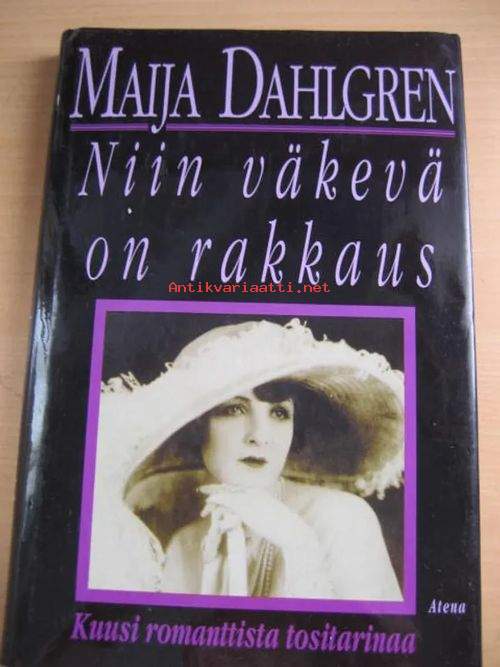 MAIJA DAHLGREN
Niin väkevä
on rakkaus
Antikvariaatti.net
Atena
Kuusi romanttista tositarinaa